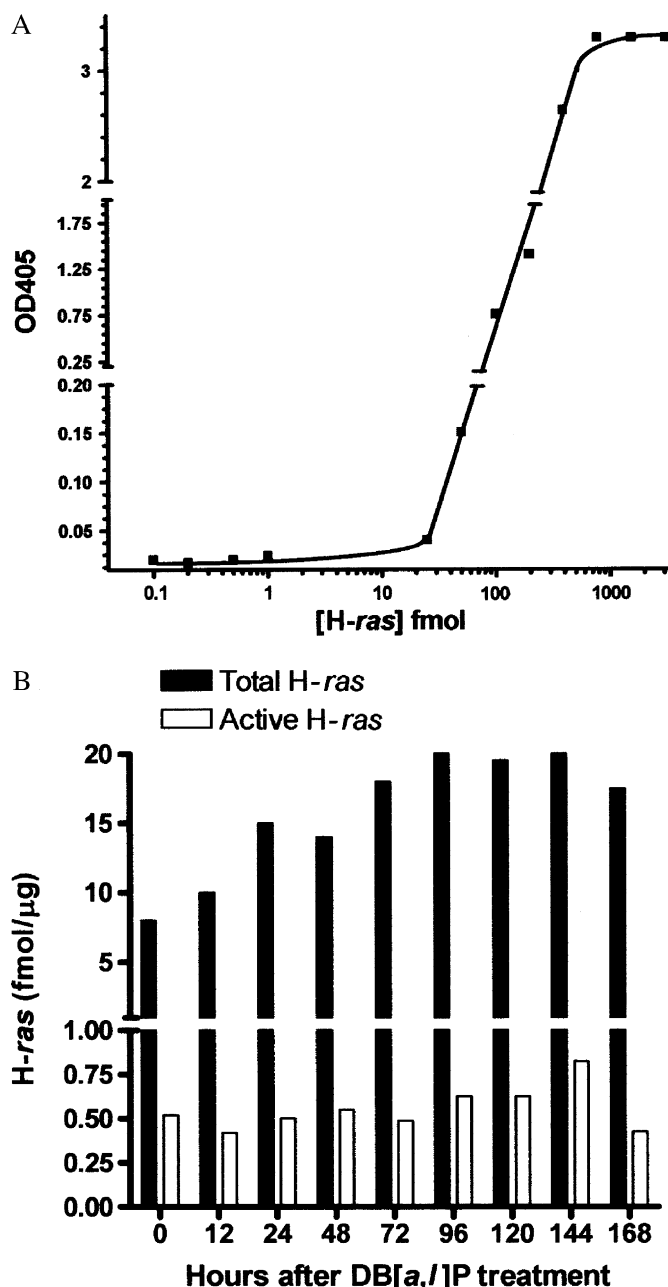 A
3
2
1.75
1.25
0.75
0.25
0.20
0.15
0.10
0.05
OD405
0.1 1 10 100 1000
[H-ras] fmol
B
Total H-ras
Active H-ras
20
15
10
5
1.00
0.75
0.50
0.25
0.00
H-ras (fmol/µg)
0 12 24 48 72 96 120 144 168
Hours after DB[a,l]P treatment